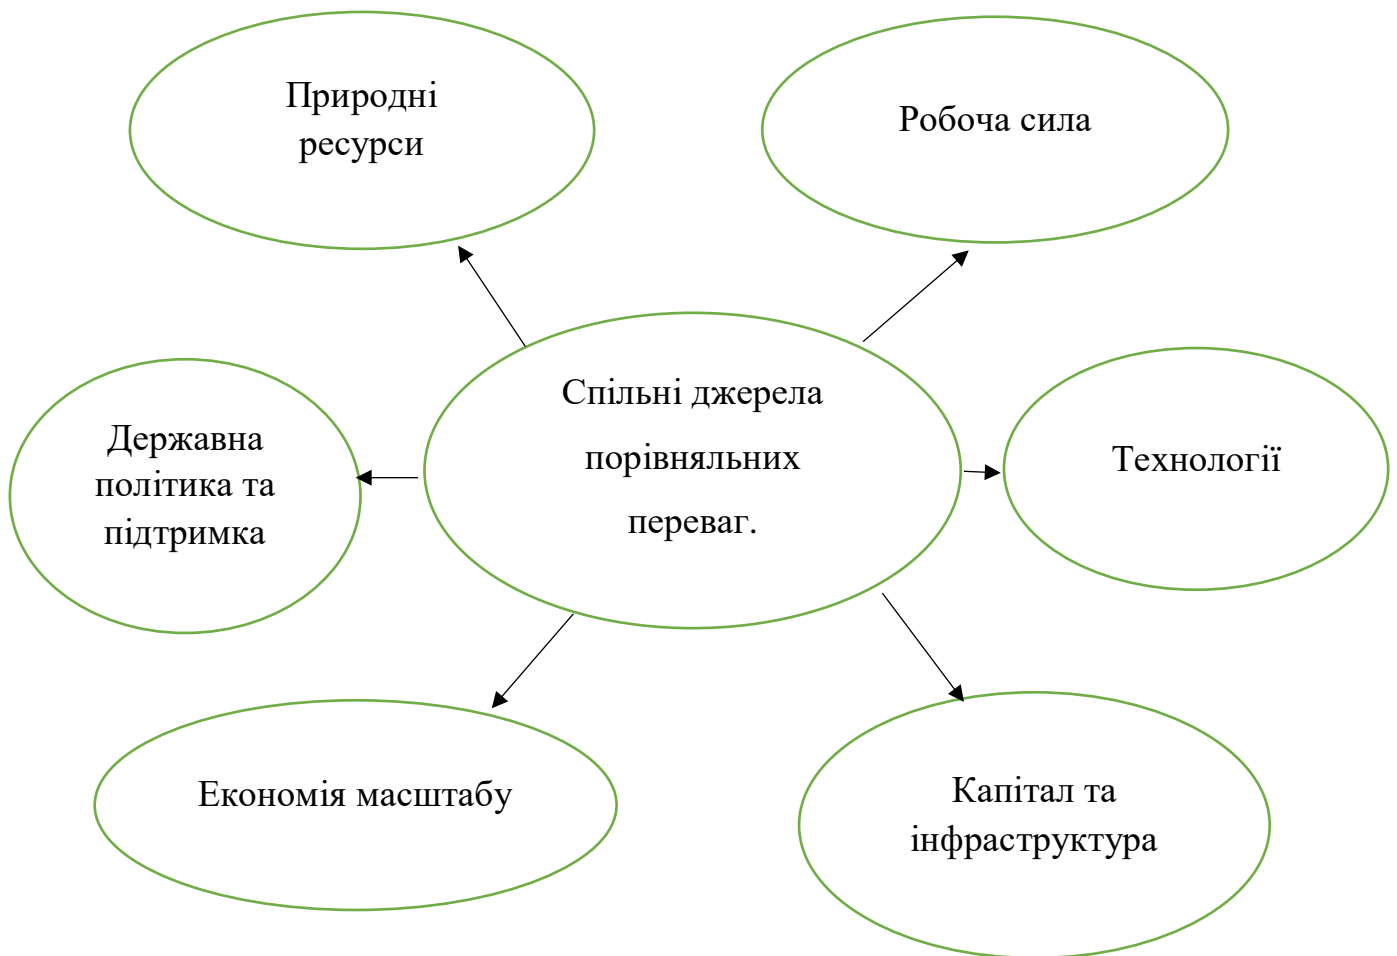 Природні
ресурси
Робоча сила
Спільні джерела
порівняльних
переваг.
Державна
політика та
підтримка
Технології
Економія масштабу
Капітал та
інфраструктура